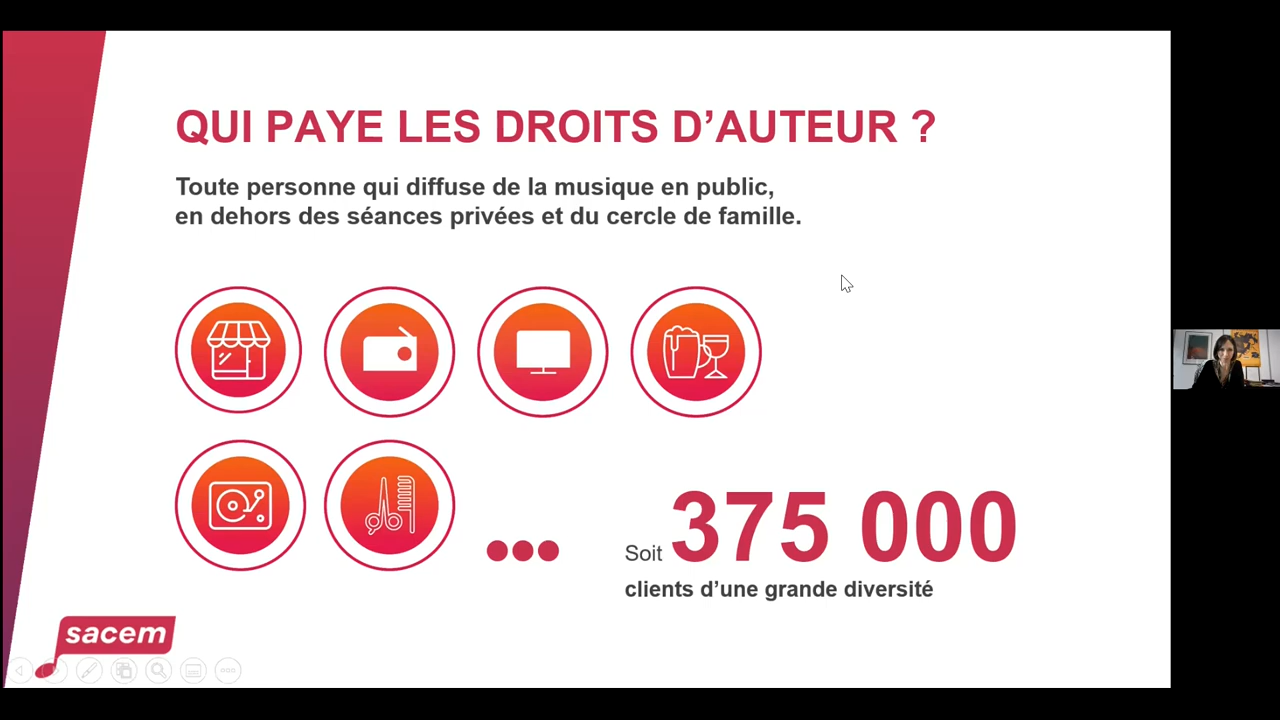 QUI PAYE LES DROITS D’AUTEUR ?
Toute personne qui diffuse de la musique en public,
en dehors des séances privées et du cercle de famille.
Soit 375 000
clients d’une grande diversité
sacem